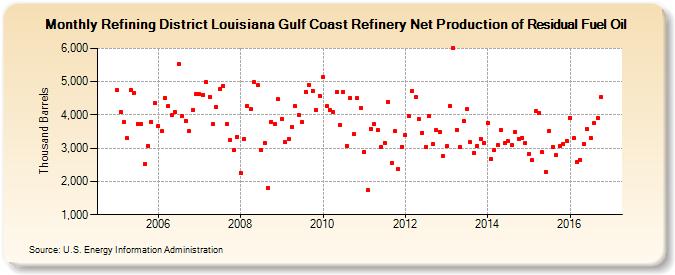 Monthly Refining District Louisiana Gulf Coast Refinery Net Production of Residual Fuel Oil
Thousand Barrels
6,000
5,000
4,000
3,000
2,000
1,000
2006 2008 2010 2012 2014 2016
Source: U.S. Energy Information Administration